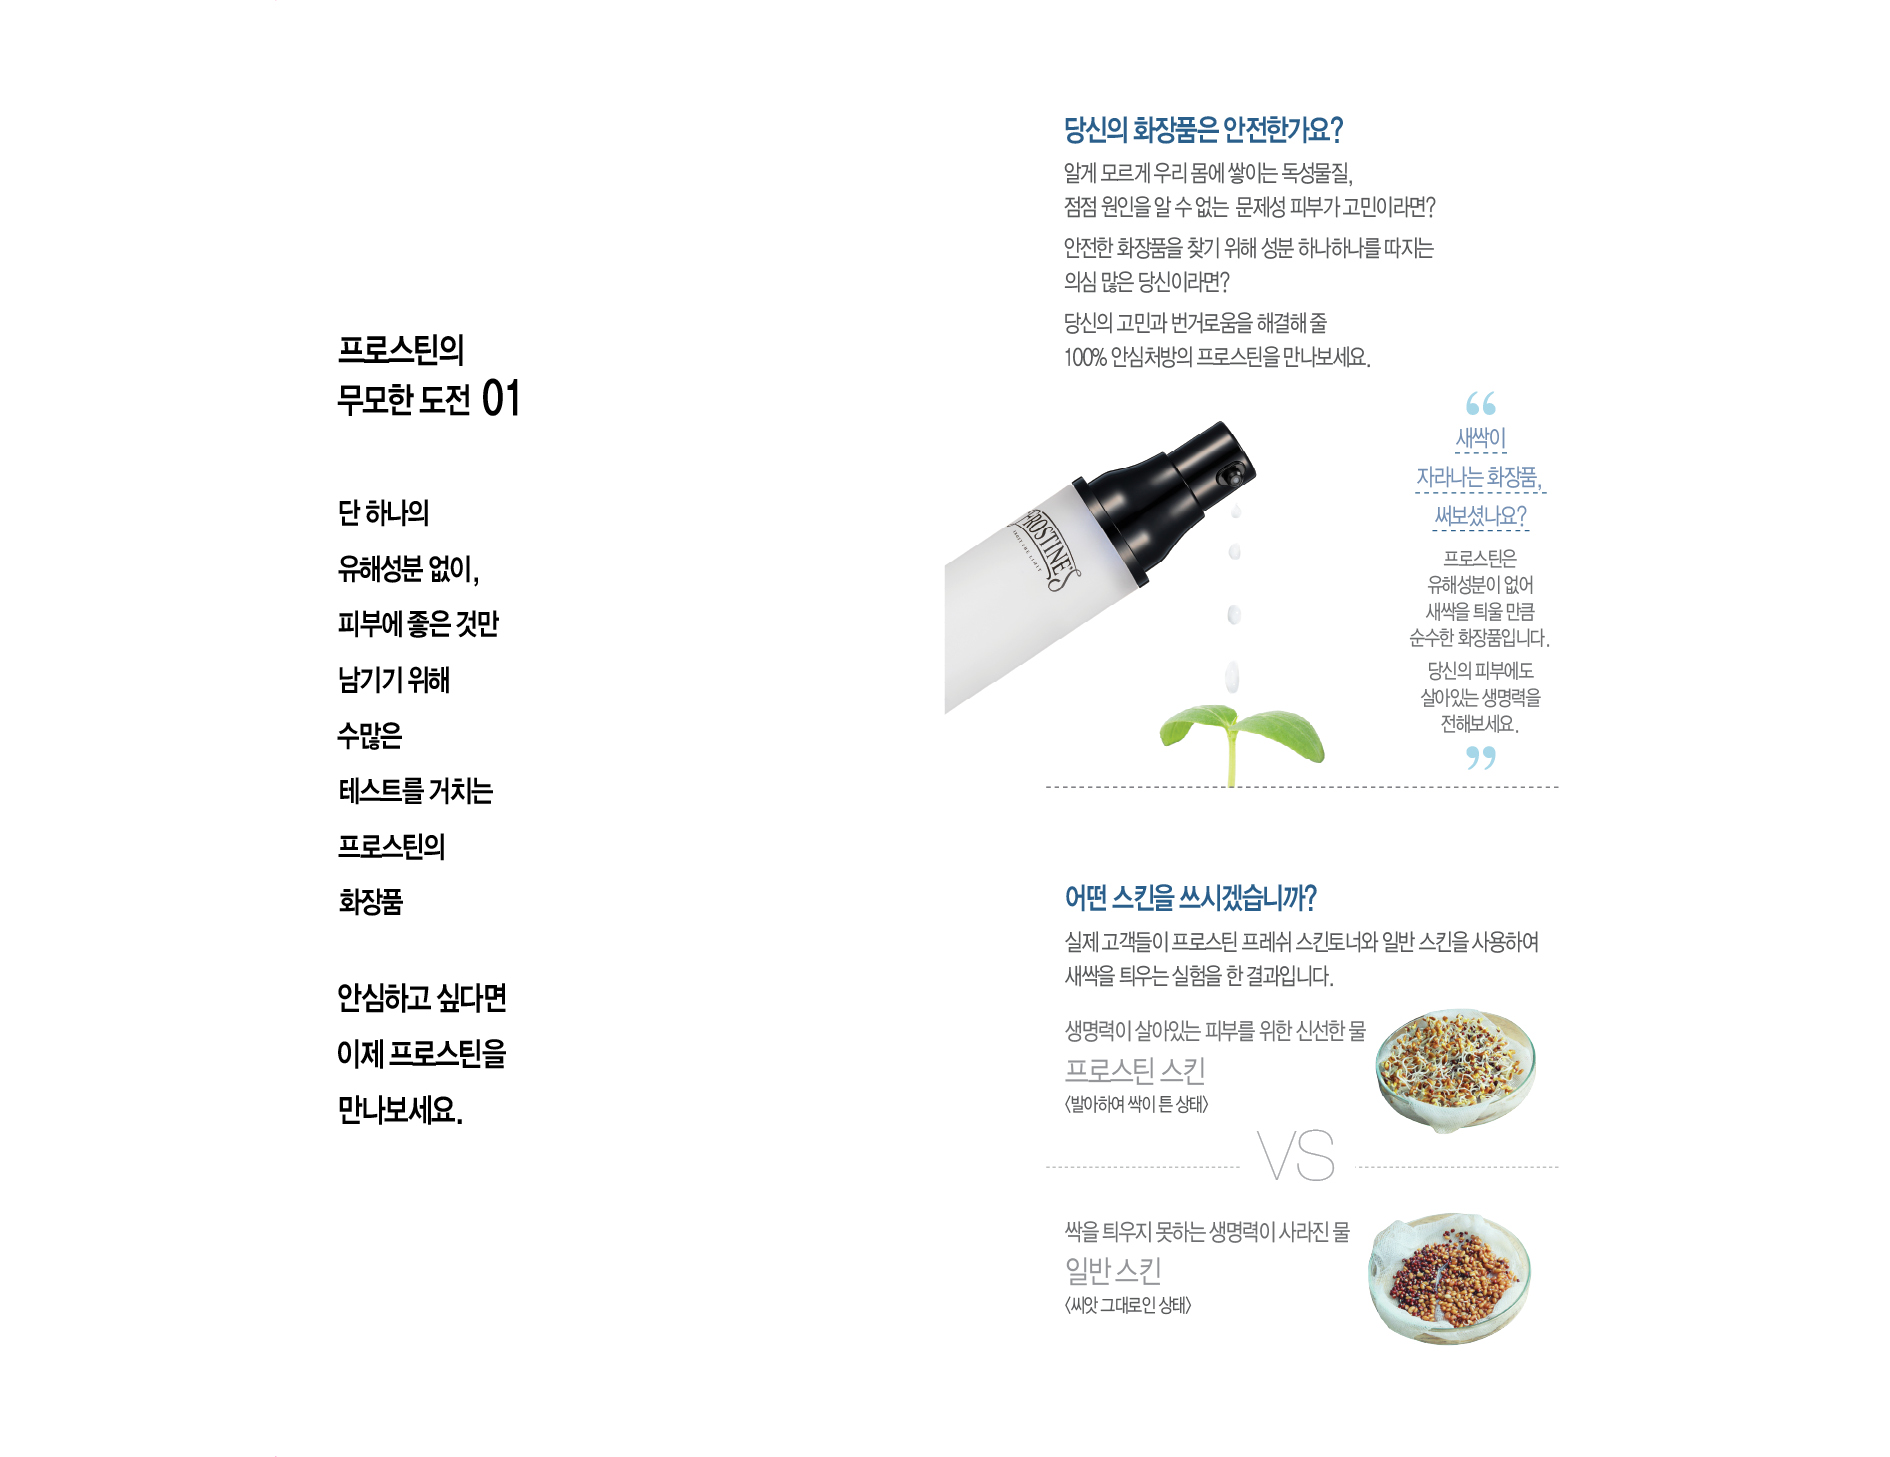 프로스틴의
무모한 도전 01
단 하나의
유해성분 없이,
피부에 좋은 것만
남기기 위해
수많은
테스트를 거치는
프로스틴의
화장품
안심하고 싶다면
이제 프로스틴을
만나보세요.
당신의 화장품은 안전한가요?
알게 모르게 우리 몸에 쌓이는 독성물질,
점점 원인을 알 수 없는 문제성 피부가 고민이라면?
안전한 화장품을 찾기 위해 성분 하나하나를 따지는
의심 많은 당신이라면?
당신의 고민과 번거로움을 해결해 줄
100% 안심처방의 프로스틴을 만나보세요.
FROSTINE'S
“
새싹이
자라나는 화장품,
써보셨나요?
프로스틴은
유해성분이 없어
새싹을 틔울 만큼
순수한 화장품입니다.
당신의 피부에도
살아있는 생명력을
전해보세요.
”
어떤 스킨을 쓰시겠습니까?
실제 고객들이 프로스틴 프레쉬 스킨토너와 일반 스킨을 사용하여
새싹을 틔우는 실험을 한 결과입니다.
생명력이 살아있는 피부를 위한 신선한 물
프로스틴 스킨
<발아하여 싹이 튼 상태>
VS
싹을 틔우지 못하는 생명력이 사라진 물
일반 스킨
<씨앗 그대로인 상태>